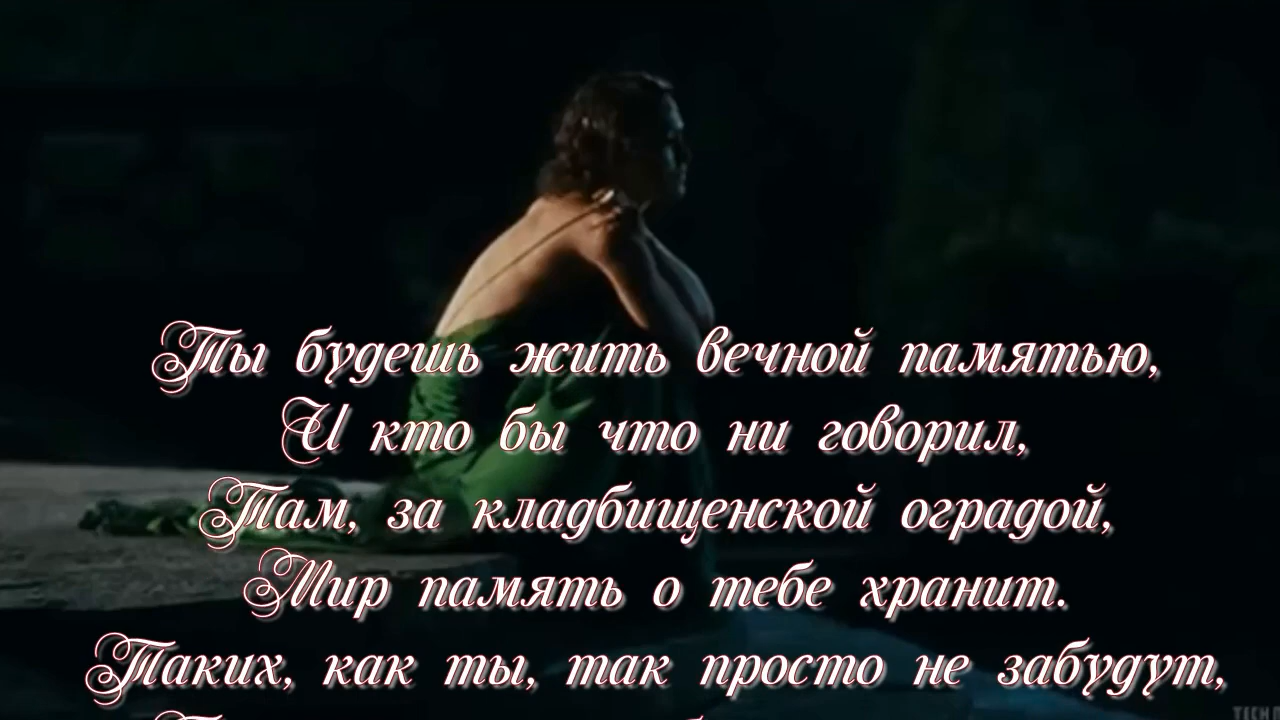 Ты будешь жить вечной памятью,
И кто бы что ни говорил,
Там, за кладбищенской оградой,
Мир память о тебе хранит.
Таких, как ты, так просто не забудут,
TECH